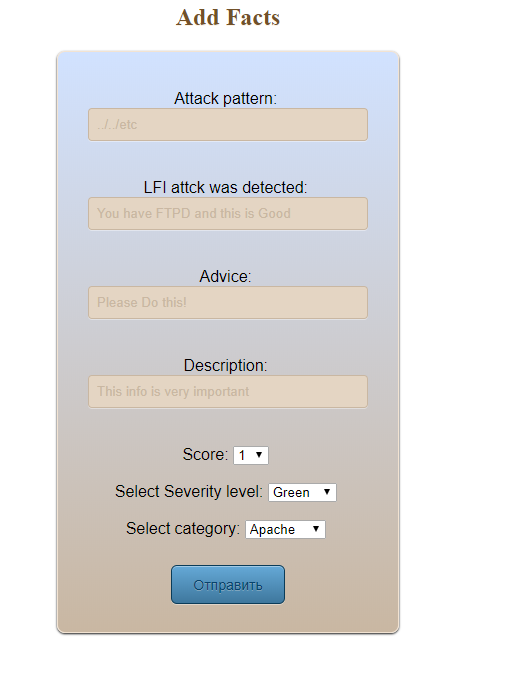 Add Facts
Attack pattern:
../../etc
LFI attck was detected:
You have FTPD and this is Good
Advice:
Please Do this!
Description:
This info is very important
Score: 1
Select Severity level: Green
Select category: Apache
Отправить